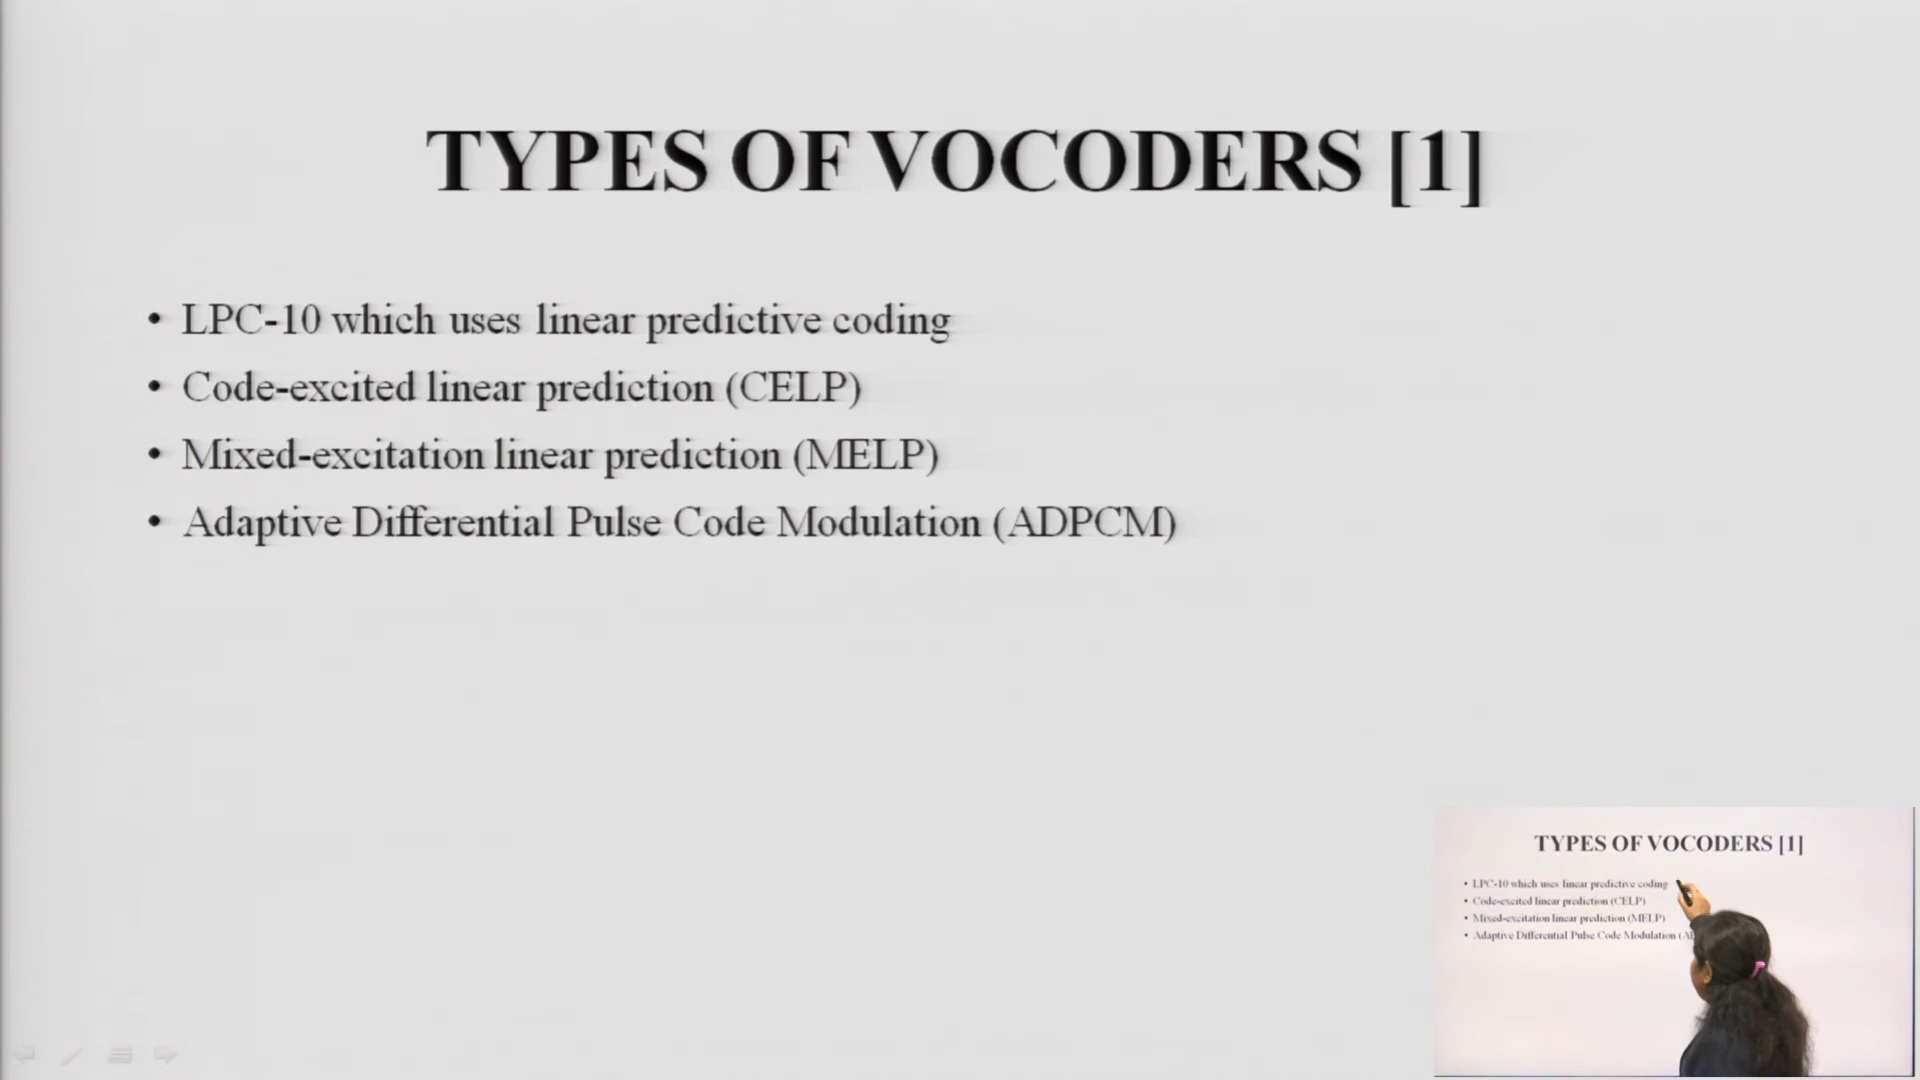 TYPES OF VOCODERS [1]
• LPC-10 which uses linear predictive coding
• Code-excited linear prediction (CELP)
• Mixed-excitation linear prediction (MELP)
• Adaptive Differential Pulse Code Modulation (ADPCM)
TYPES OF VOCODERS [1]
• LPC-10 which uses linear predictive coding
• Code-excited linear prediction (CELP)
• Mixed-excitation linear prediction (MELP)
• Adaptive Differential Pulse Code Modulation